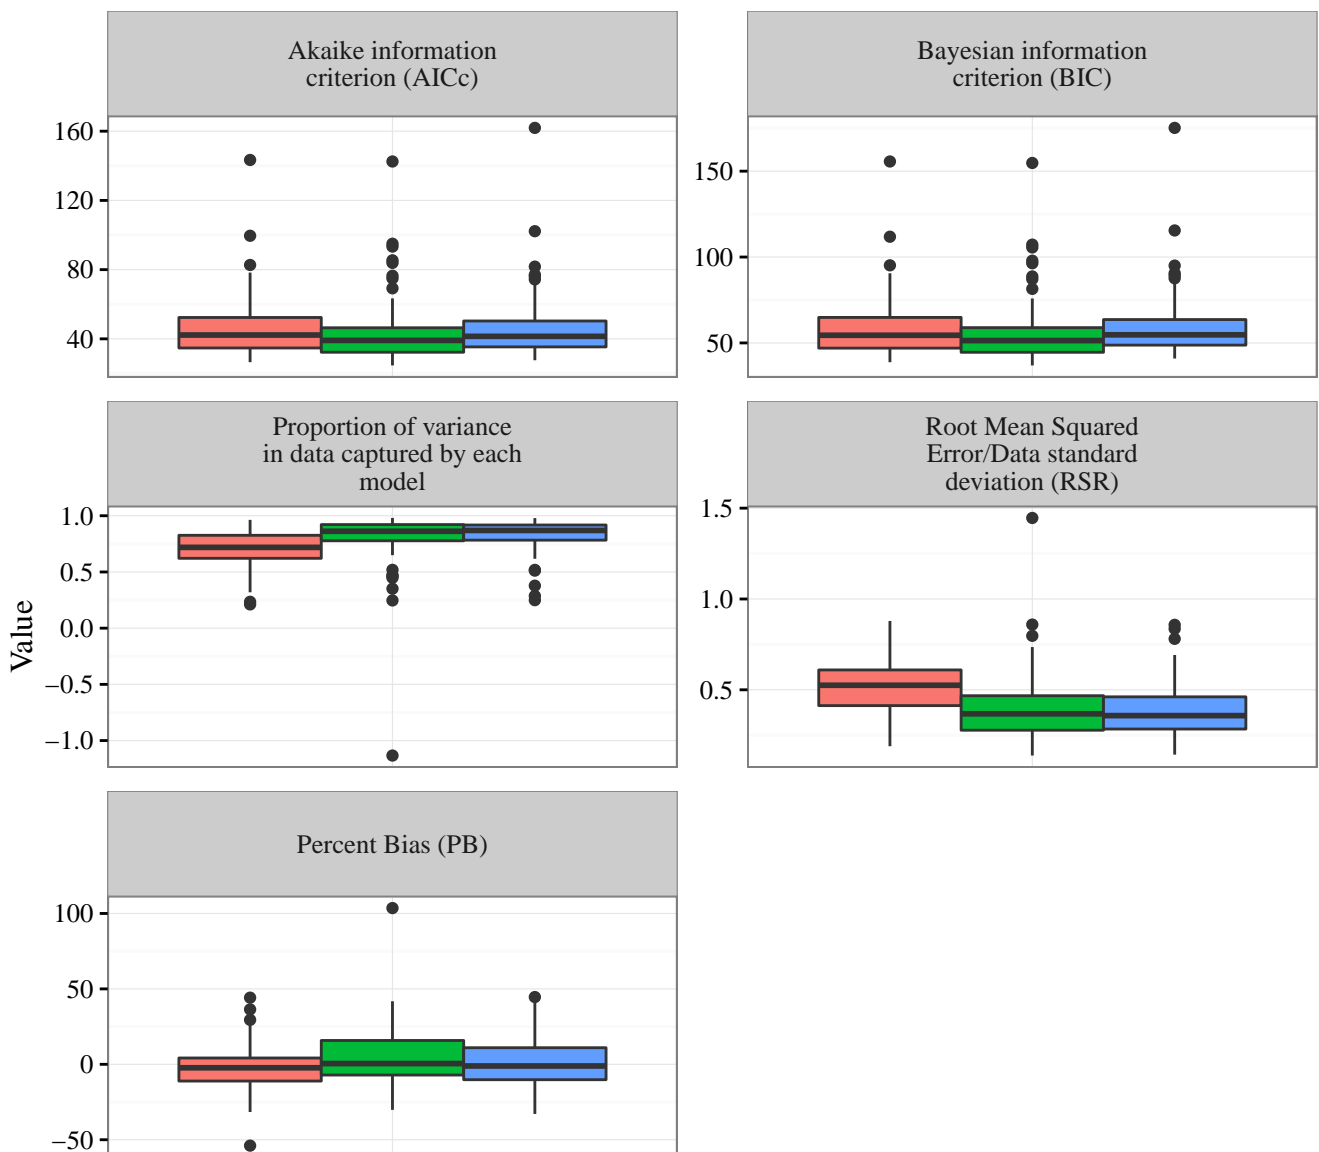 Akaike information
criterion (AICc)
Bayesian information
criterion (BIC)
160
120
80
40
150
100
50
Proportion of variance
in data captured by each
model
Root Mean Squared
Error/Data standard
deviation (RSR)
1.0
0.5
0.0
−0.5
−1.0
1.5
1.0
0.5
Value
Percent Bias (PB)
100
50
0
−50